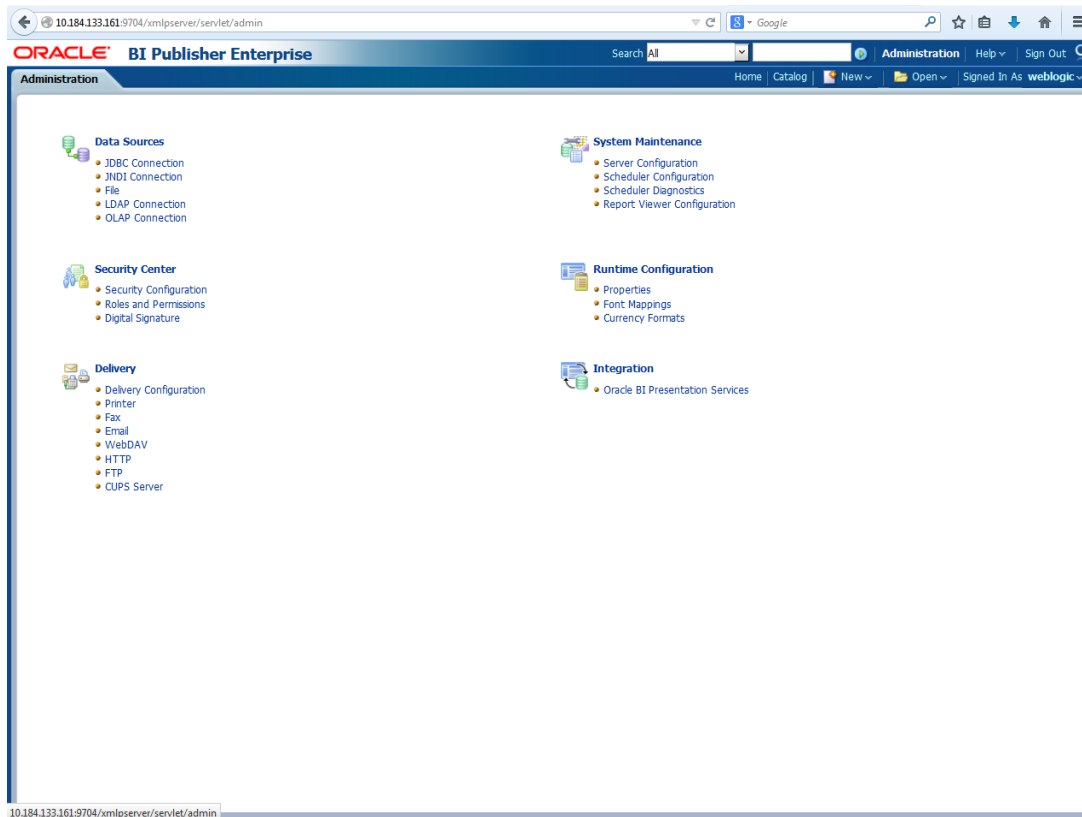 10.184.133.161:9704/xmlpserver/servlet/admin
Google
ORACLE BI Publisher Enterprise
Search All Administration Help Sign Out
Administration
Home Catalog New Open Signed In As weblogic
Data Sources
JDBC Connection
JNDI Connection
File
LDAP Connection
OLAP Connection
System Maintenance
Server Configuration
Scheduler Configuration
Scheduler Diagnostics
Report Viewer Configuration
Security Center
Security Configuration
Roles and Permissions
Digital Signature
Runtime Configuration
Properties
Font Mappings
Currency Formats
Delivery
Delivery Configuration
Printer
Fax
Email
WebDAV
HTTP
FTP
CUPS Server
Integration
Oracle BI Presentation Services
10.184.133.161:9704/xmlpserver/servlet/admin